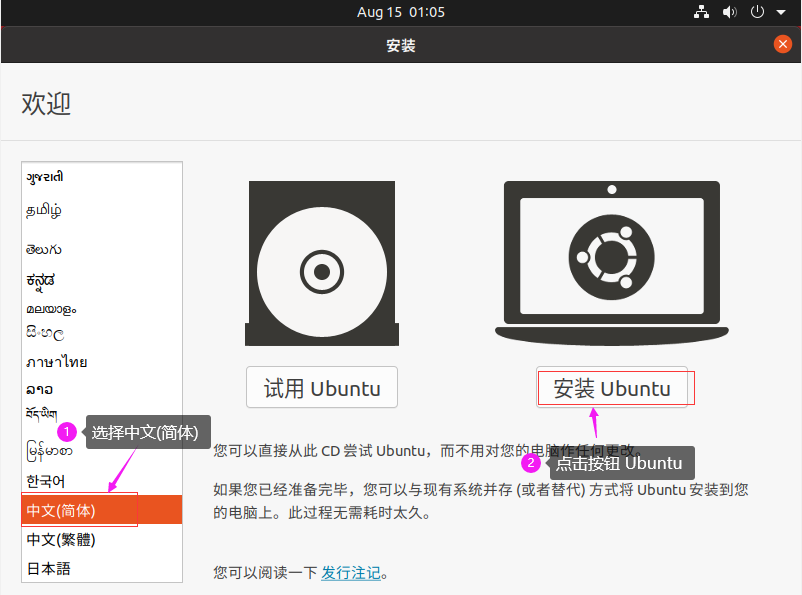 Aug 15 01:05
安装
欢迎
ગુજરાતી
தமிழ்
తెలుగు
ಕನ್ನಡ
മലയാളം
සිංහල
ภาษาไทย
ລາວ
བོད་ཡིག
မြန်မာစာ
한국어
中文(简体)
中文(繁體)
日本語
1 选择中文(简体)
试用 Ubuntu
安装 Ubuntu
您可以直接从此 CD 尝试 Ubuntu，而不用对您的电脑作任何更改。
2 点击按钮 Ubuntu
如果您已经准备完毕，您可以与现有系统并存 (或者替代) 方式将 Ubuntu 安装到您
的电脑上。此过程无需耗时太久。
您可以阅读一下 发行注记。